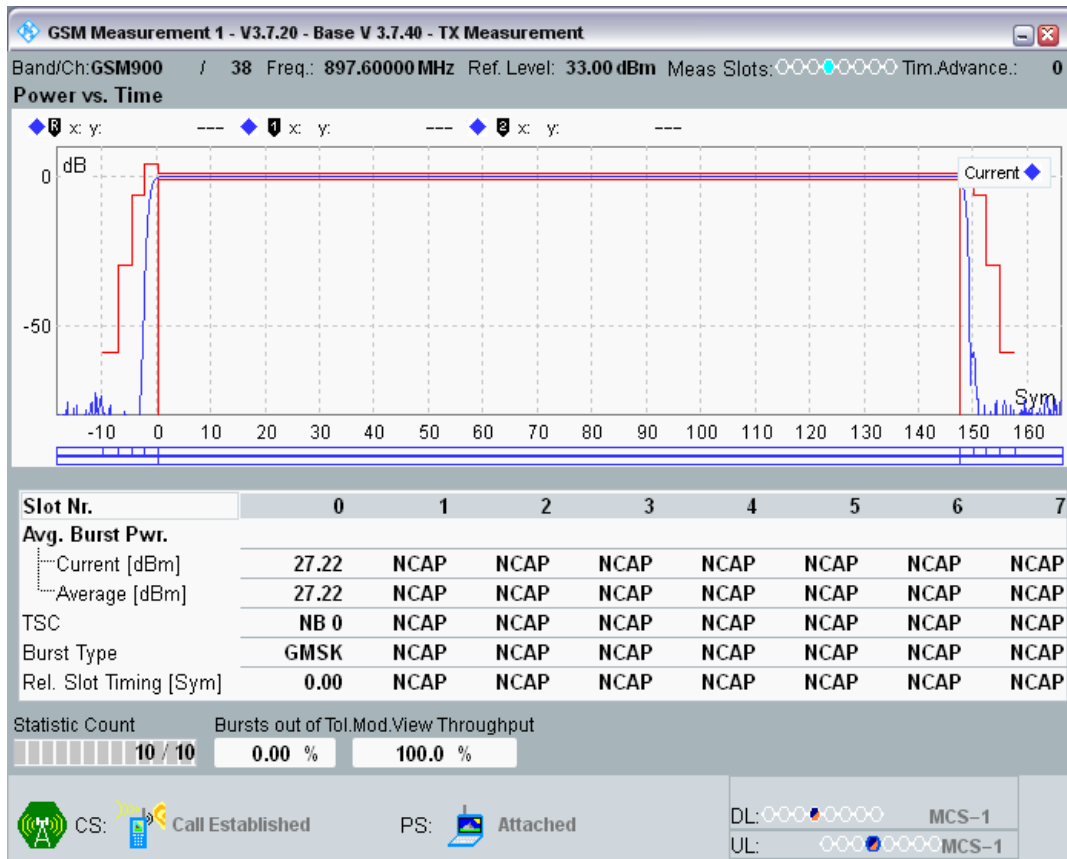 GSM Measurement 1 - V3.7.20 - Base V 3.7.40 - TX Measurement
Band/Ch:GSM900 / 38 Freq.: 897.60000 MHz Ref. Level: 33.00 dBm Meas Slots: Tim.Advance.: 0
Power vs. Time
R x: y: --- 1 x: y: --- 2 x: y: ---
dB
0
Current
-50
Sym
-10 0 10 20 30 40 50 60 70 80 90 100 110 120 130 140 150 160
Slot Nr. 0 1 2 3 4 5 6 7
Avg. Burst Pwr.
Current [dBm] 27.22 NCAP NCAP NCAP NCAP NCAP NCAP NCAP
Average [dBm] 27.22 NCAP NCAP NCAP NCAP NCAP NCAP NCAP
TSC NB 0 NCAP NCAP NCAP NCAP NCAP NCAP NCAP
Burst Type GMSK NCAP NCAP NCAP NCAP NCAP NCAP NCAP
Rel. Slot Timing [Sym] 0.00 NCAP NCAP NCAP NCAP NCAP NCAP NCAP
Statistic Count Bursts out of Tol. Mod.View Throughput
10 / 10 0.00 % 100.0 %
CS: Call Established PS: Attached
DL: MCS-1
UL: MCS-1